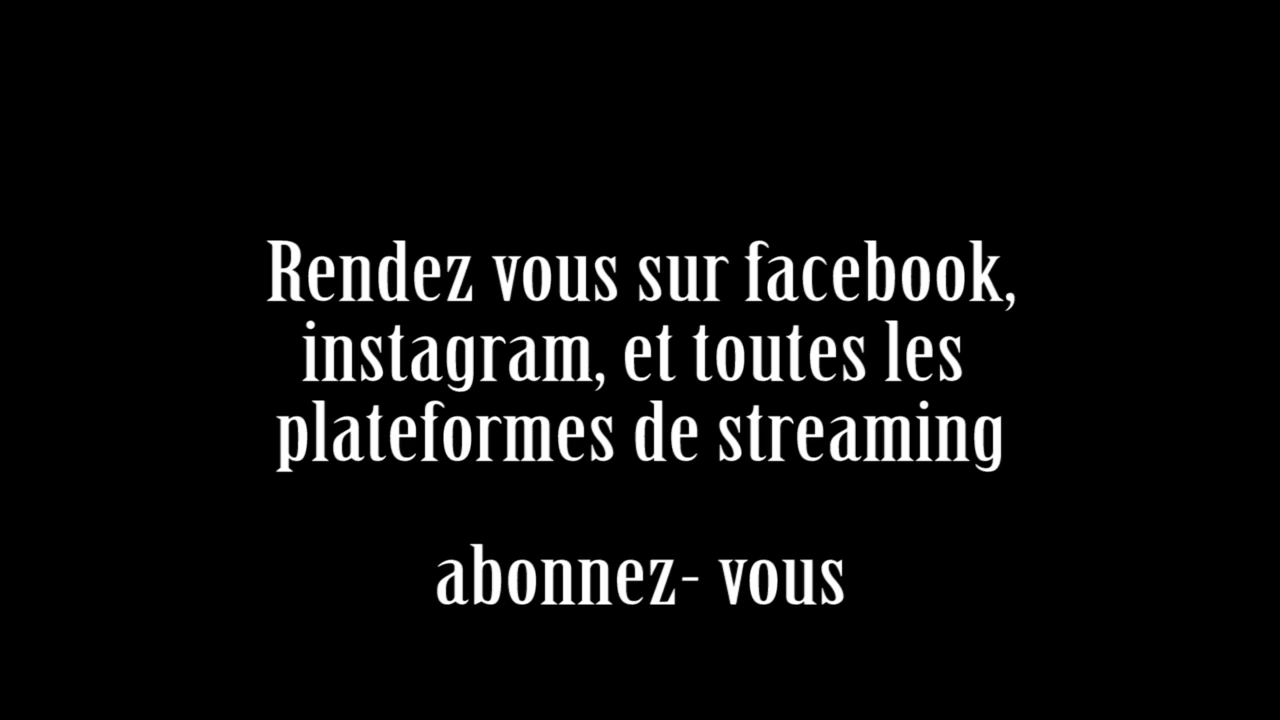 Rendez vous sur facebook,
instagram, et toutes les
plateformes de streaming
abonnez- vous